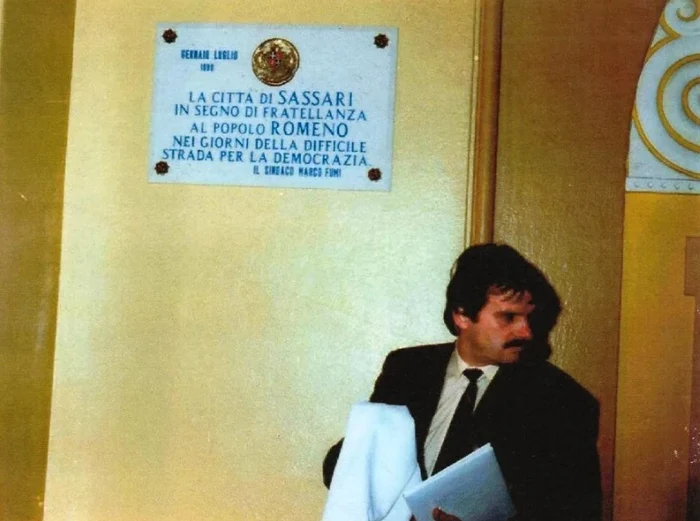 GENNAIO LUGLIO
1990
LA CITTA DI SASSARI
IN SEGNO DI FRATELLANZA
AL POPOLO ROMENO
NEI GIORNI DELLA DIFFICILE
STRADA PER LA DEMOCRAZIA
IL SINDACO MARCO FUMI